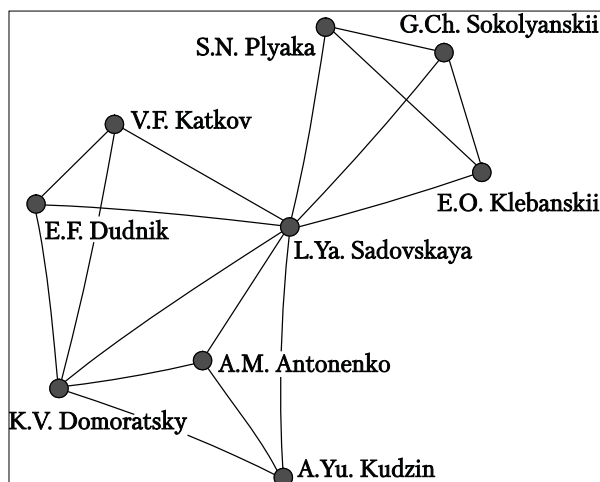 G.Ch. Sokolyanskii
S.N. Plyaka
V.F. Katkov
E.O. Klebanskii
E.F. Dudnik
L.Ya. Sadovskaya
A.M. Antonenko
K.V. Domoratsky
A.Yu. Kudzin